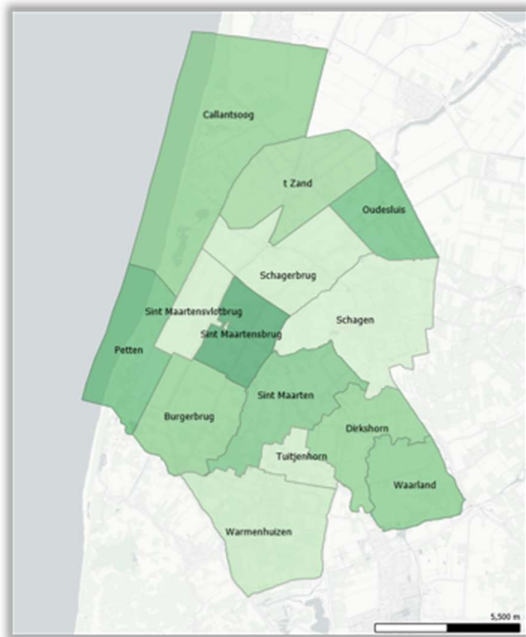 Callantsoog
t Zand
Oudesluis
Schagerbrug
Sint Maartensvlotbrug
Schagen
Sint Maartensbrug
Petten
Sint Maarten
Burgerbrug
Dirkshorn
Tuitjenhorn
Waarland
Warmenhuizen
5,500 m